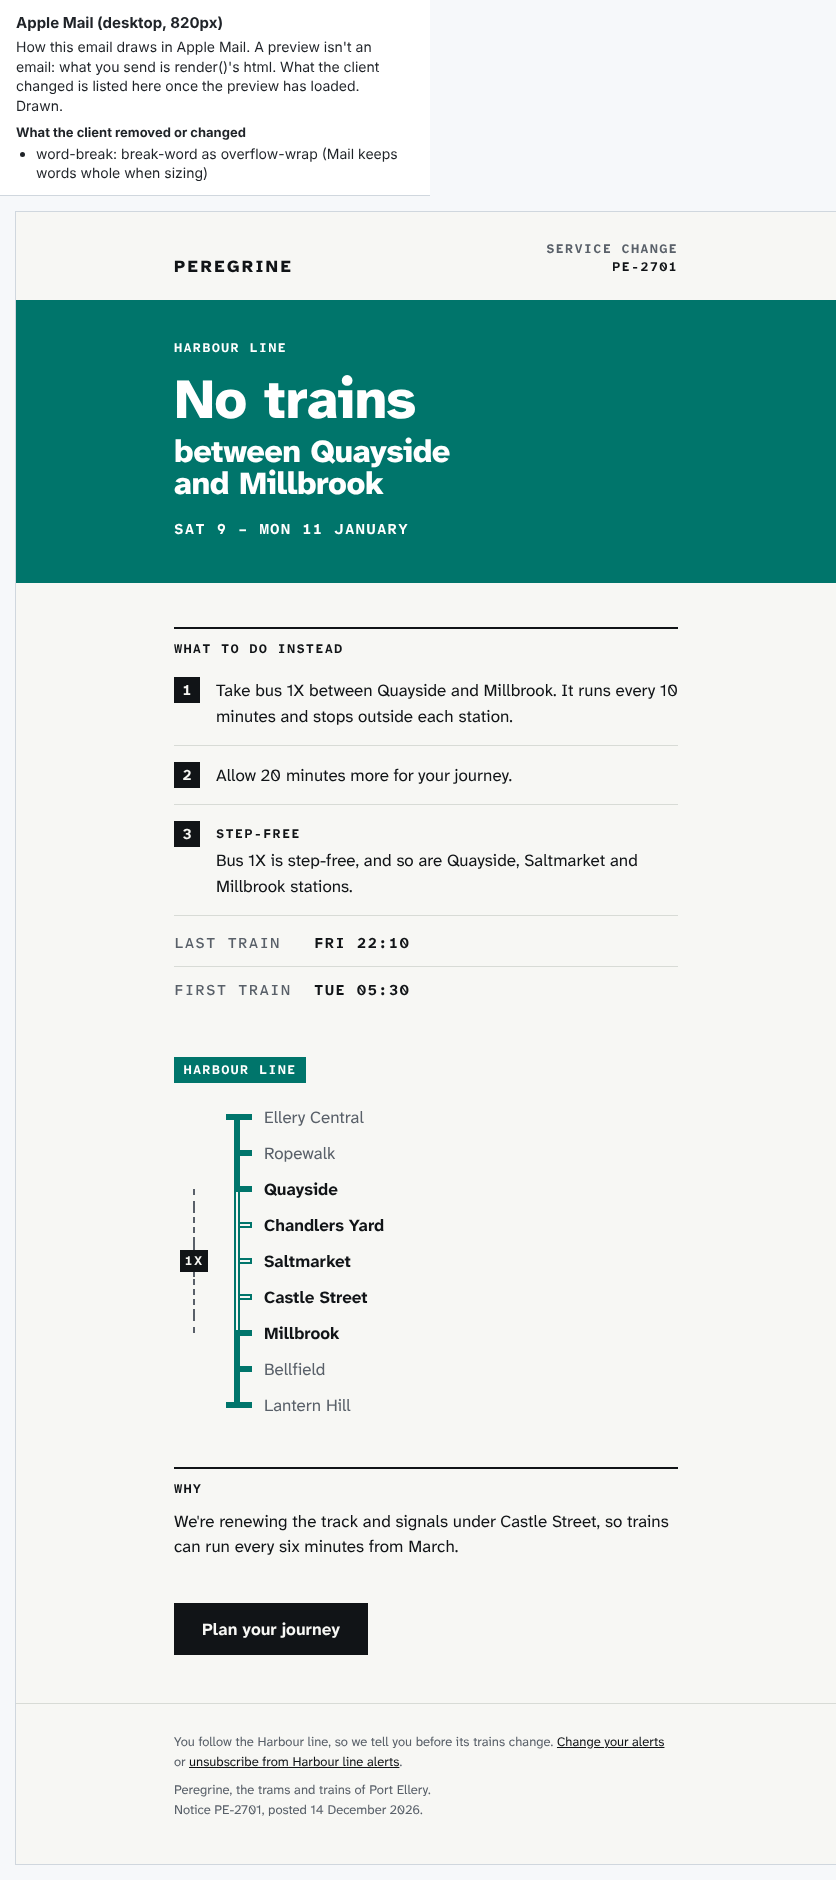 Apple Mail (desktop, 820px)
How this email draws in Apple Mail. A preview isn't an
email: what you send is render()'s html. What the client
changed is listed here once the preview has loaded.
Drawn.
What the client removed or changed
• word-break: break-word as overflow-wrap (Mail keeps
words whole when sizing)
PEREGRINE
SERVICE CHANGE
PE-2701
HARBOUR LINE
No trains
between Quayside
and Millbrook
SAT 9 – MON 11 JANUARY
WHAT TO DO INSTEAD
1 Take bus 1X between Quayside and Millbrook. It runs every 10
minutes and stops outside each station.
2 Allow 20 minutes more for your journey.
3 STEP-FREE
Bus 1X is step-free, and so are Quayside, Saltmarket and
Millbrook stations.
LAST TRAIN FRI 22:10
FIRST TRAIN TUE 05:30
HARBOUR LINE
Ellery Central
Ropewalk
Quayside
Chandlers Yard
1X Saltmarket
Castle Street
Millbrook
Bellfield
Lantern Hill
WHY
We're renewing the track and signals under Castle Street, so trains
can run every six minutes from March.
Plan your journey
You follow the Harbour line, so we tell you before its trains change. Change your alerts
or unsubscribe from Harbour line alerts.
Peregrine, the trams and trains of Port Ellery.
Notice PE-2701, posted 14 December 2026.